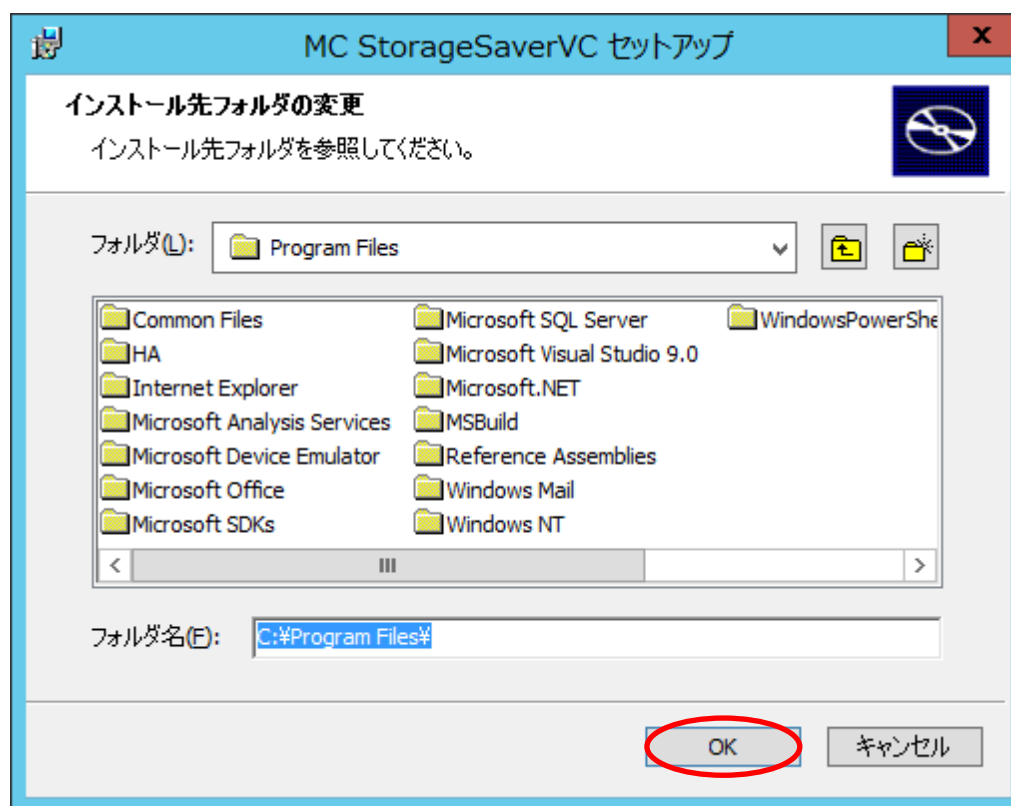 MC StorageSaverVC セットアップ
x
インストール先フォルダの変更
インストール先フォルダを参照してください。
フォルダ(L):
Program Files
Common Files
HA
Internet Explorer
Microsoft Analysis Services
Microsoft Device Emulator
Microsoft Office
Microsoft SDKs
Microsoft SQL Server
Microsoft Visual Studio 9.0
Microsoft.NET
MSBuild
Reference Assemblies
Windows Mail
Windows NT
WindowsPowerShe
フォルダ名(F):
C:¥Program Files¥
OK
キャンセル